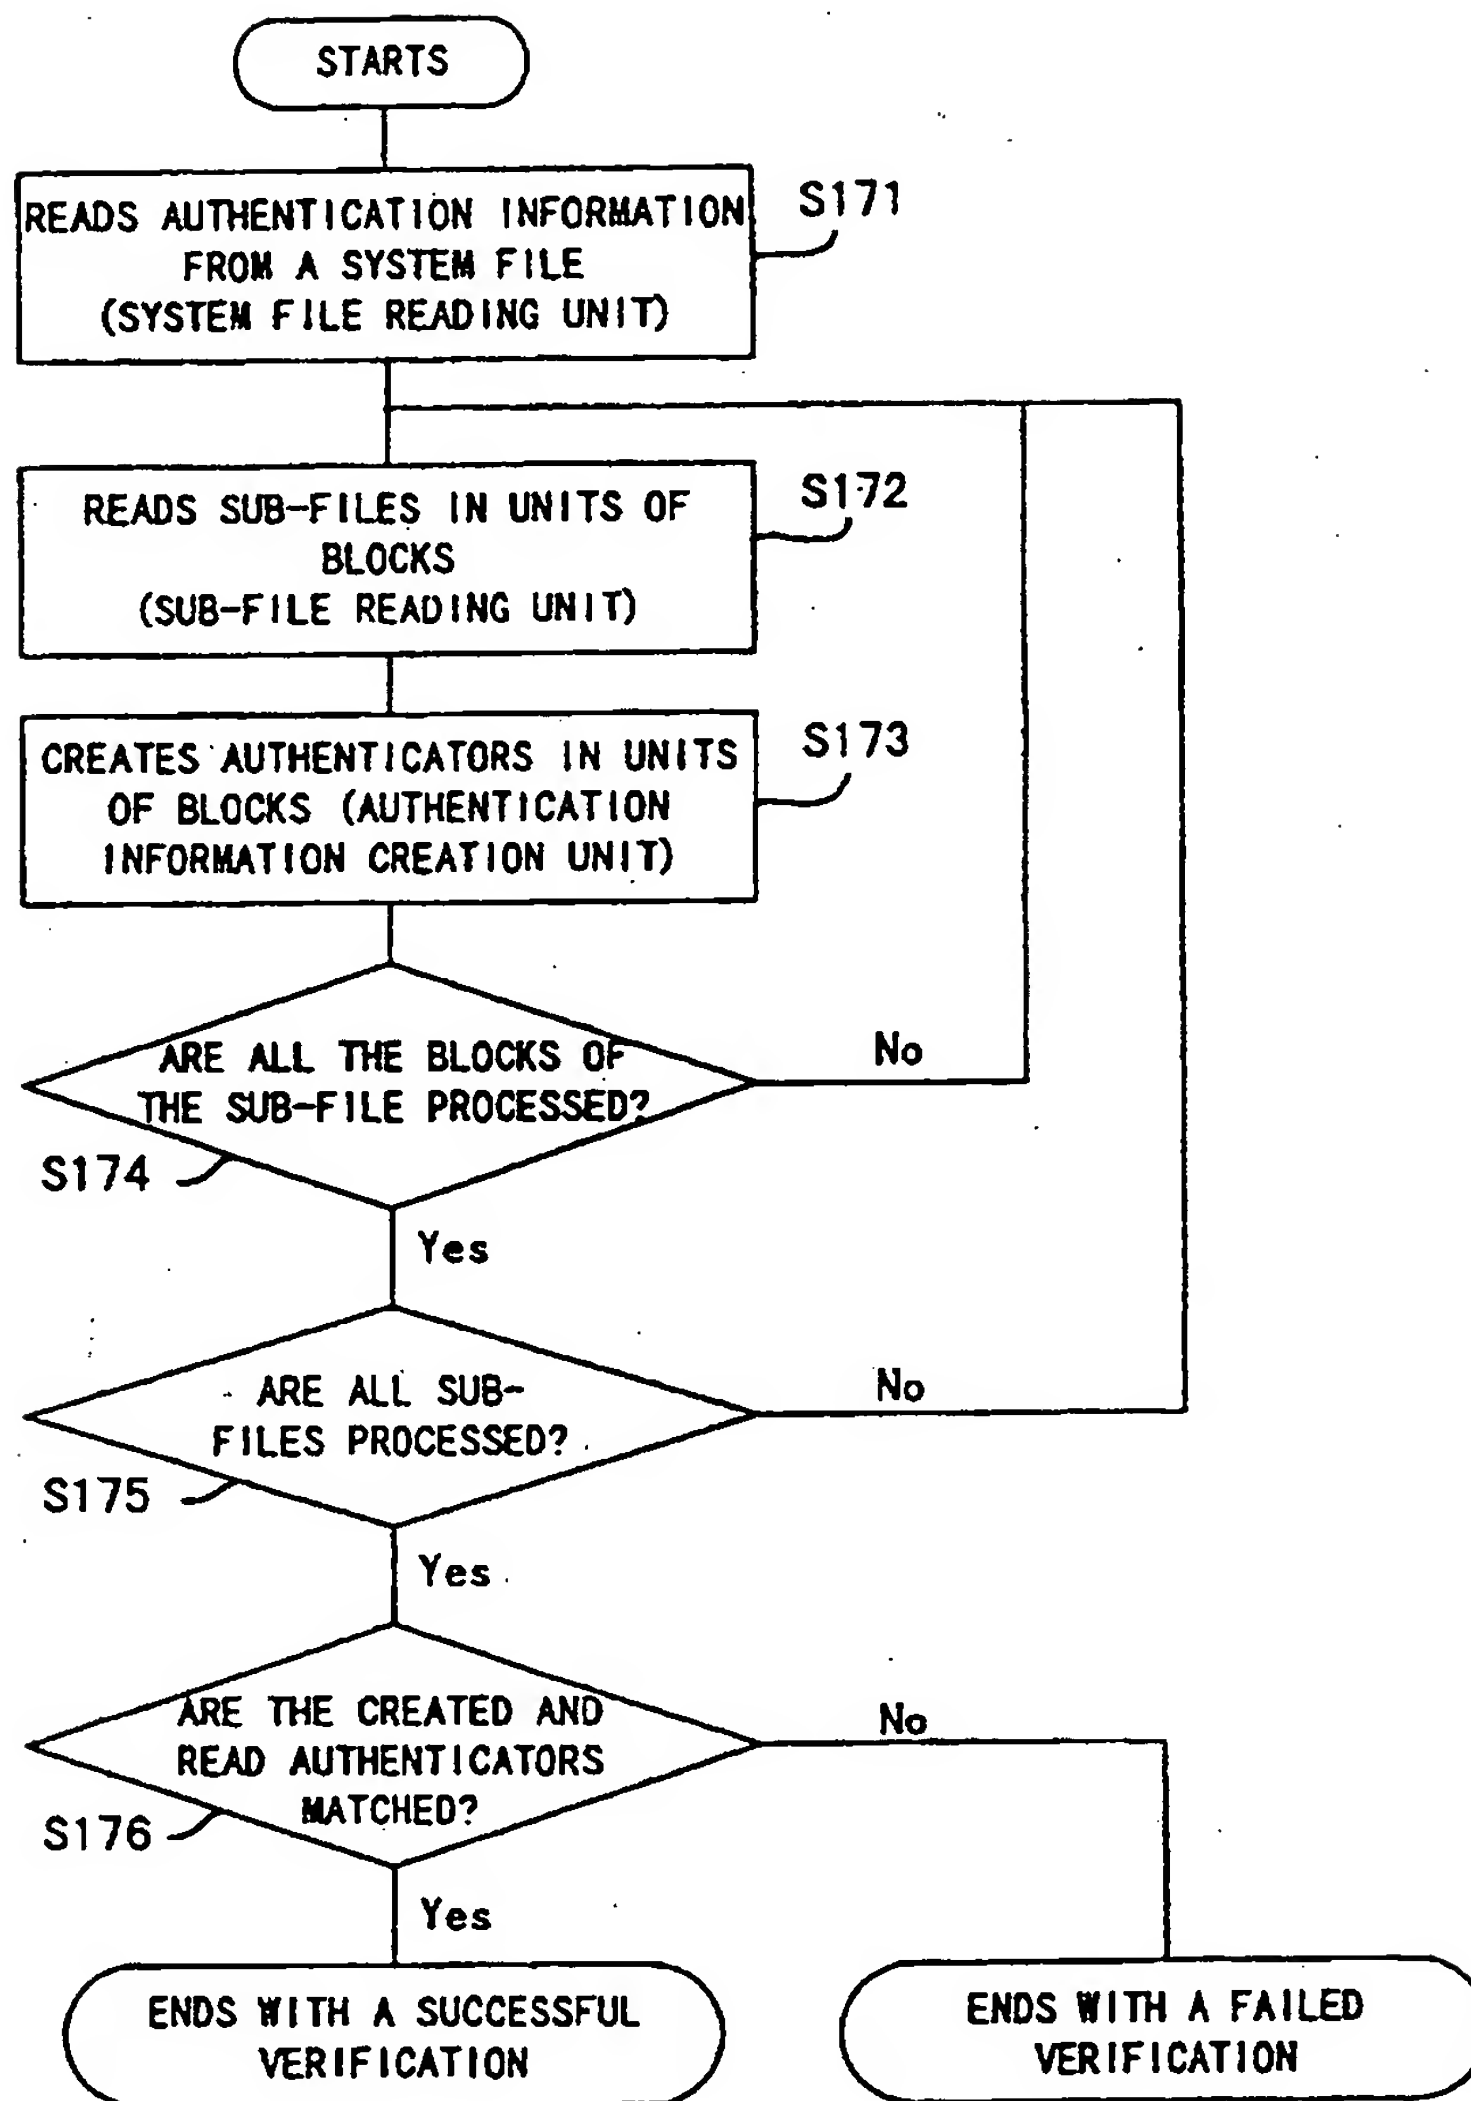 STARTS
READS AUTHENTICATION INFORMATION
FROM A SYSTEM FILE
(SYSTEM FILE READING UNIT)
S171
READS SUB-FILES IN UNITS OF
BLOCKS
(SUB-FILE READING UNIT)
S172
CREATES AUTHENTICATORS IN UNITS
OF BLOCKS (AUTHENTICATION
INFORMATION CREATION UNIT)
S173
ARE ALL THE BLOCKS OF
THE SUB-FILE PROCESSED?
No
S174
Yes
ARE ALL SUB-
FILES PROCESSED?
No
S175
Yes
ARE THE CREATED AND
READ AUTHENTICATORS
MATCHED?
No
S176
Yes
ENDS WITH A SUCCESSFUL
VERIFICATION
ENDS WITH A FAILED
VERIFICATION